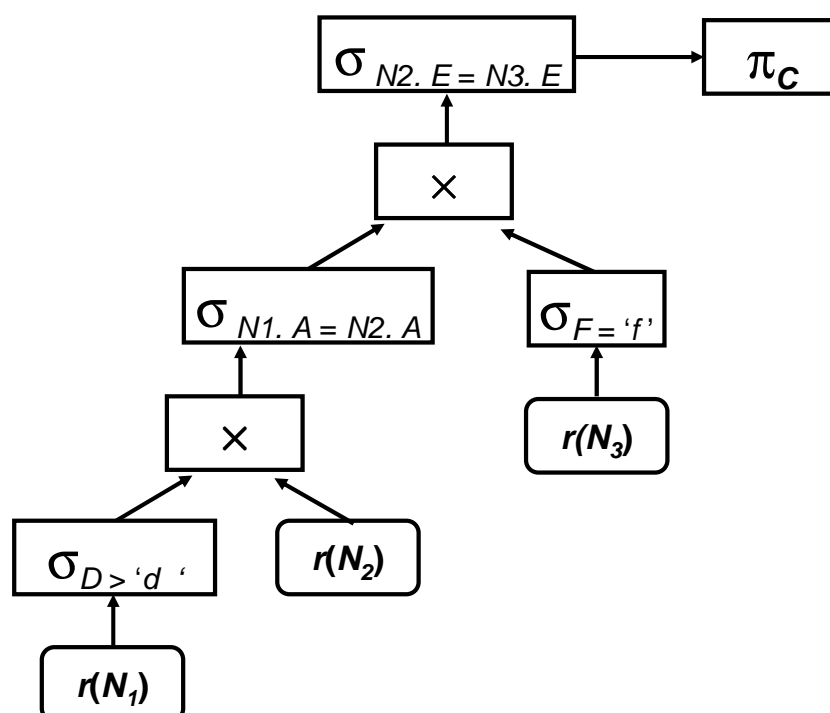 σ N2. E = N3. E
π C
×
σ N1. A = N2. A
σ F = ‘f’
×
r(N3)
σ D > ‘d ‘
r(N2)
r(N1)